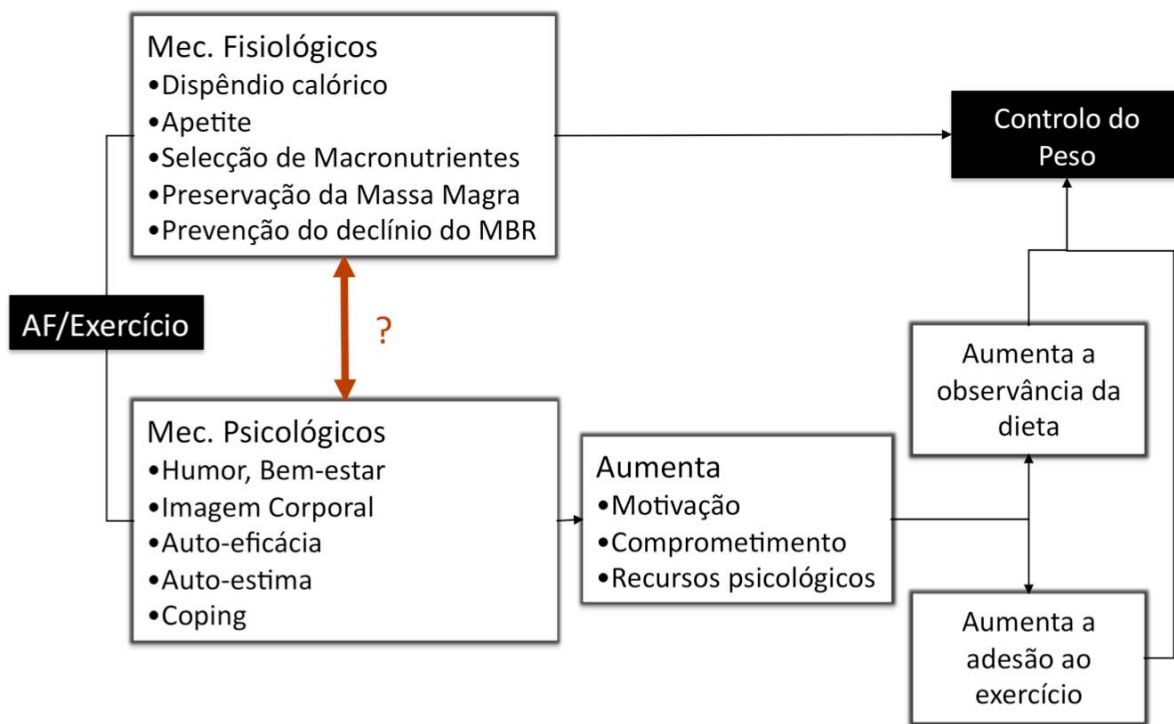 Mec. Fisiológicos
•Dispêndio calórico
•Apetite
•Selecção de Macronutrientes
•Preservação da Massa Magra
•Prevenção do declínio do MBR
Controlo do
Peso
AF/Exercício
?
Mec. Psicológicos
•Humor, Bem-estar
•Imagem Corporal
•Auto-eficácia
•Auto-estima
•Coping
Aumenta
•Motivação
•Comprometimento
•Recursos psicológicos
Aumenta a
observância da
dieta
Aumenta a
adesão ao
exercício